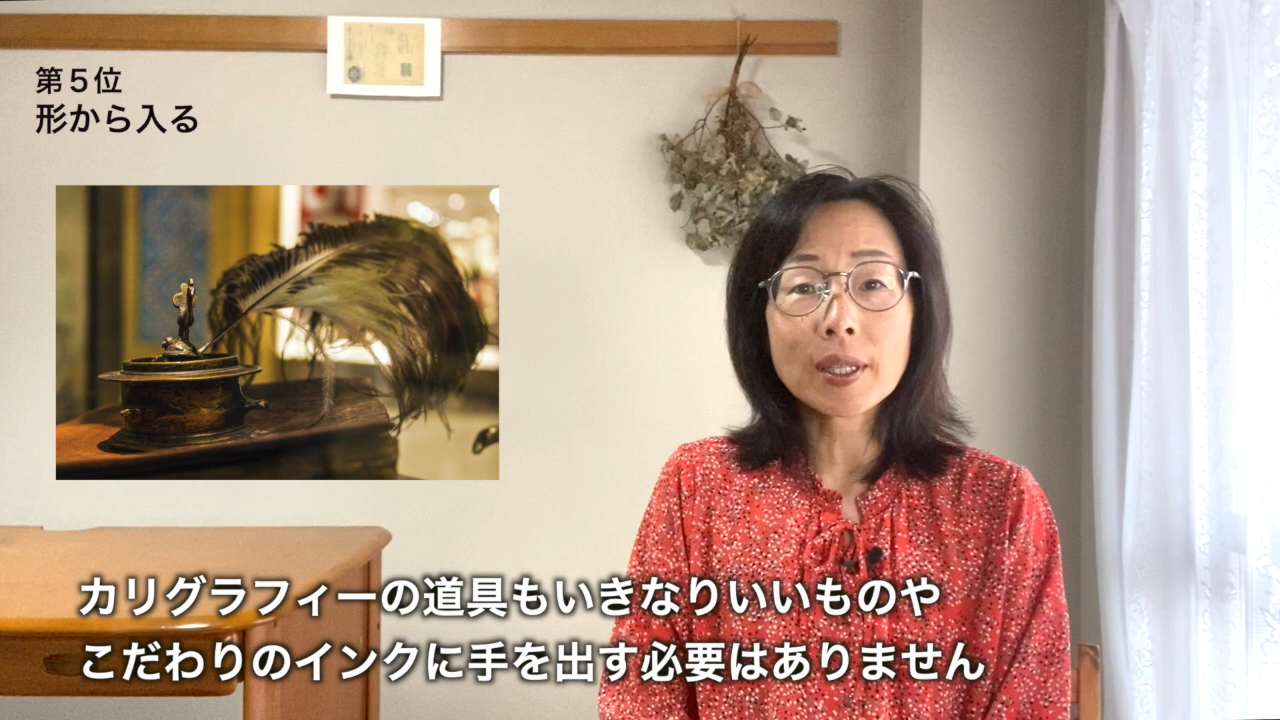 第５位
形から入る
カリグラフィーの道具もいきなりいいものや
こだわりのインクに手を出す必要はありません